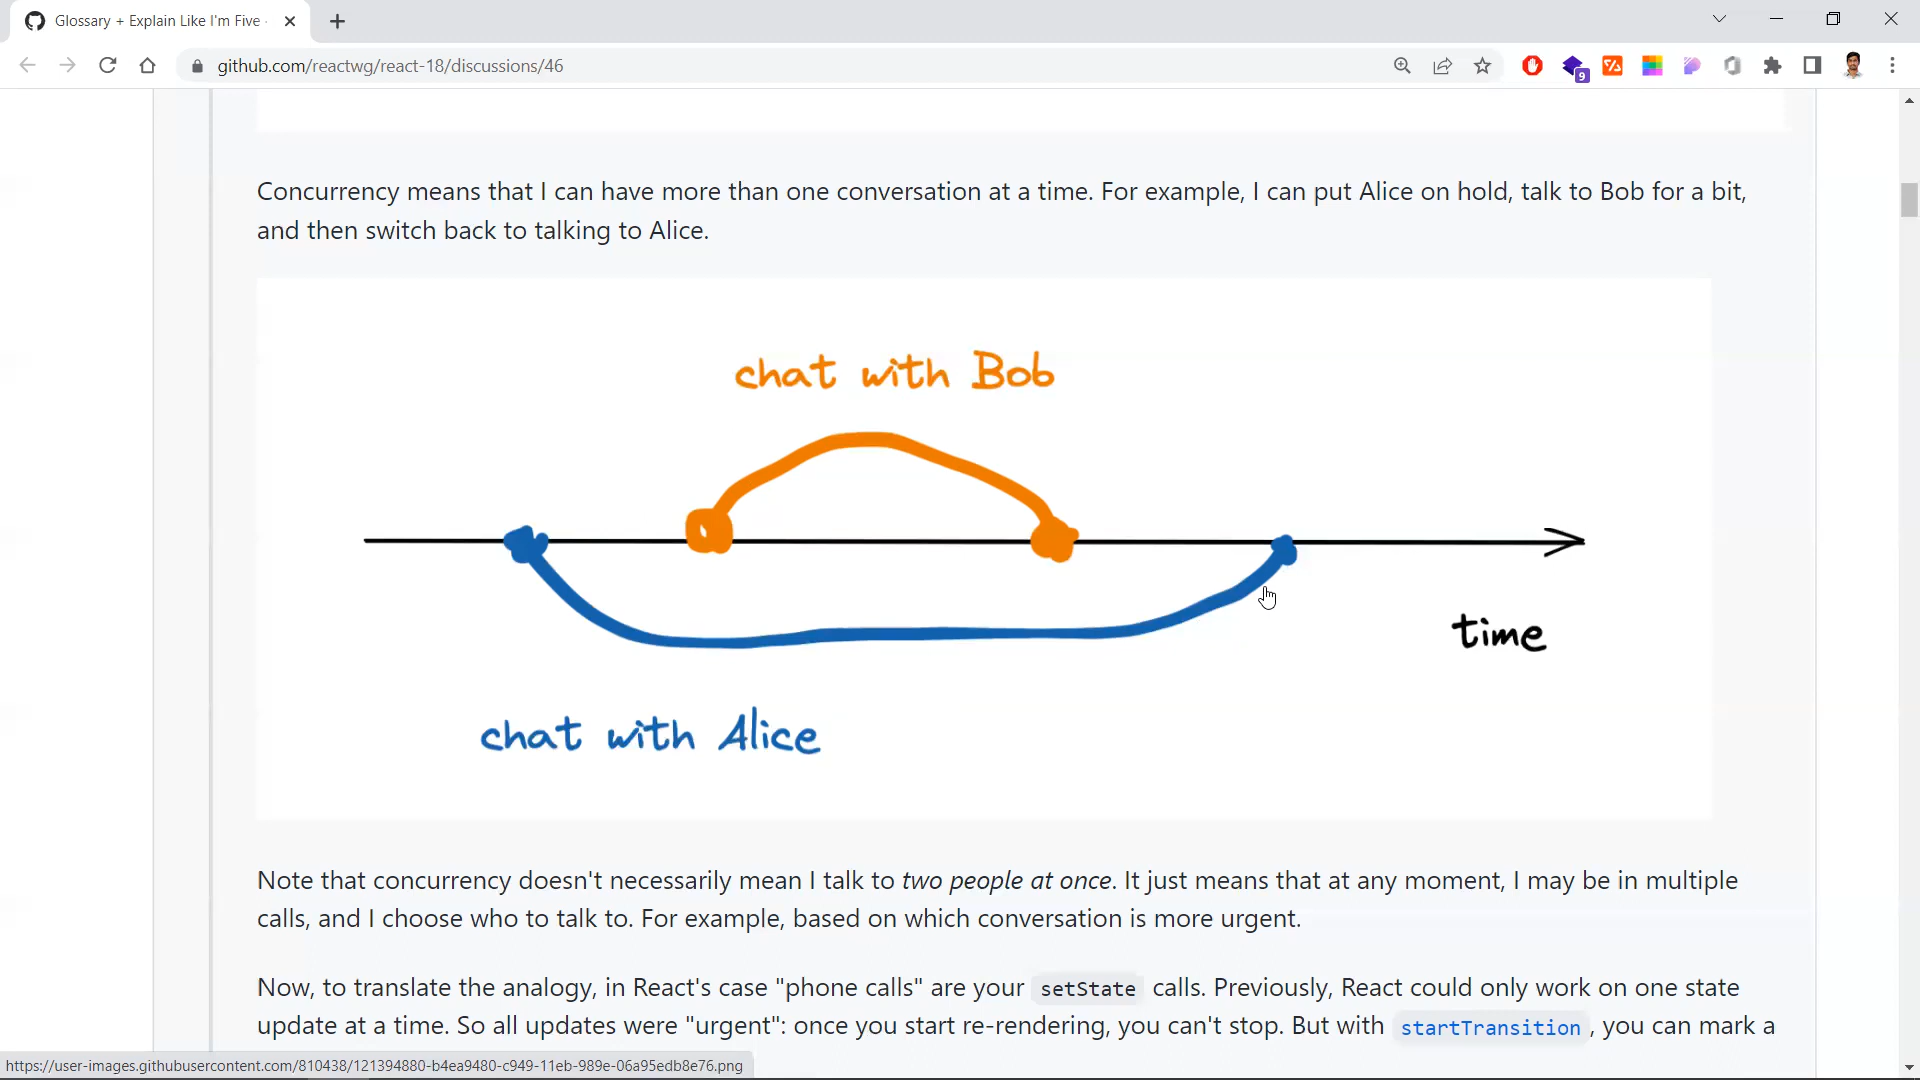 Glossary + Explain Like I'm Five
github.com/reactwg/react-18/discussions/46
9
Concurrency means that I can have more than one conversation at a time. For example, I can put Alice on hold, talk to Bob for a bit,
and then switch back to talking to Alice.
chat with Bob
time
chat with Alice
Note that concurrency doesn't necessarily mean I talk to two people at once. It just means that at any moment, I may be in multiple
calls, and I choose who to talk to. For example, based on which conversation is more urgent.
Now, to translate the analogy, in React's case "phone calls" are your setState calls. Previously, React could only work on one state
update at a time. So all updates were "urgent": once you start re-rendering, you can't stop. But with startTransition, you can mark a
https://user-images.githubusercontent.com/810438/121394880-b4ea9480-c949-11eb-989e-06a95edb8e76.png